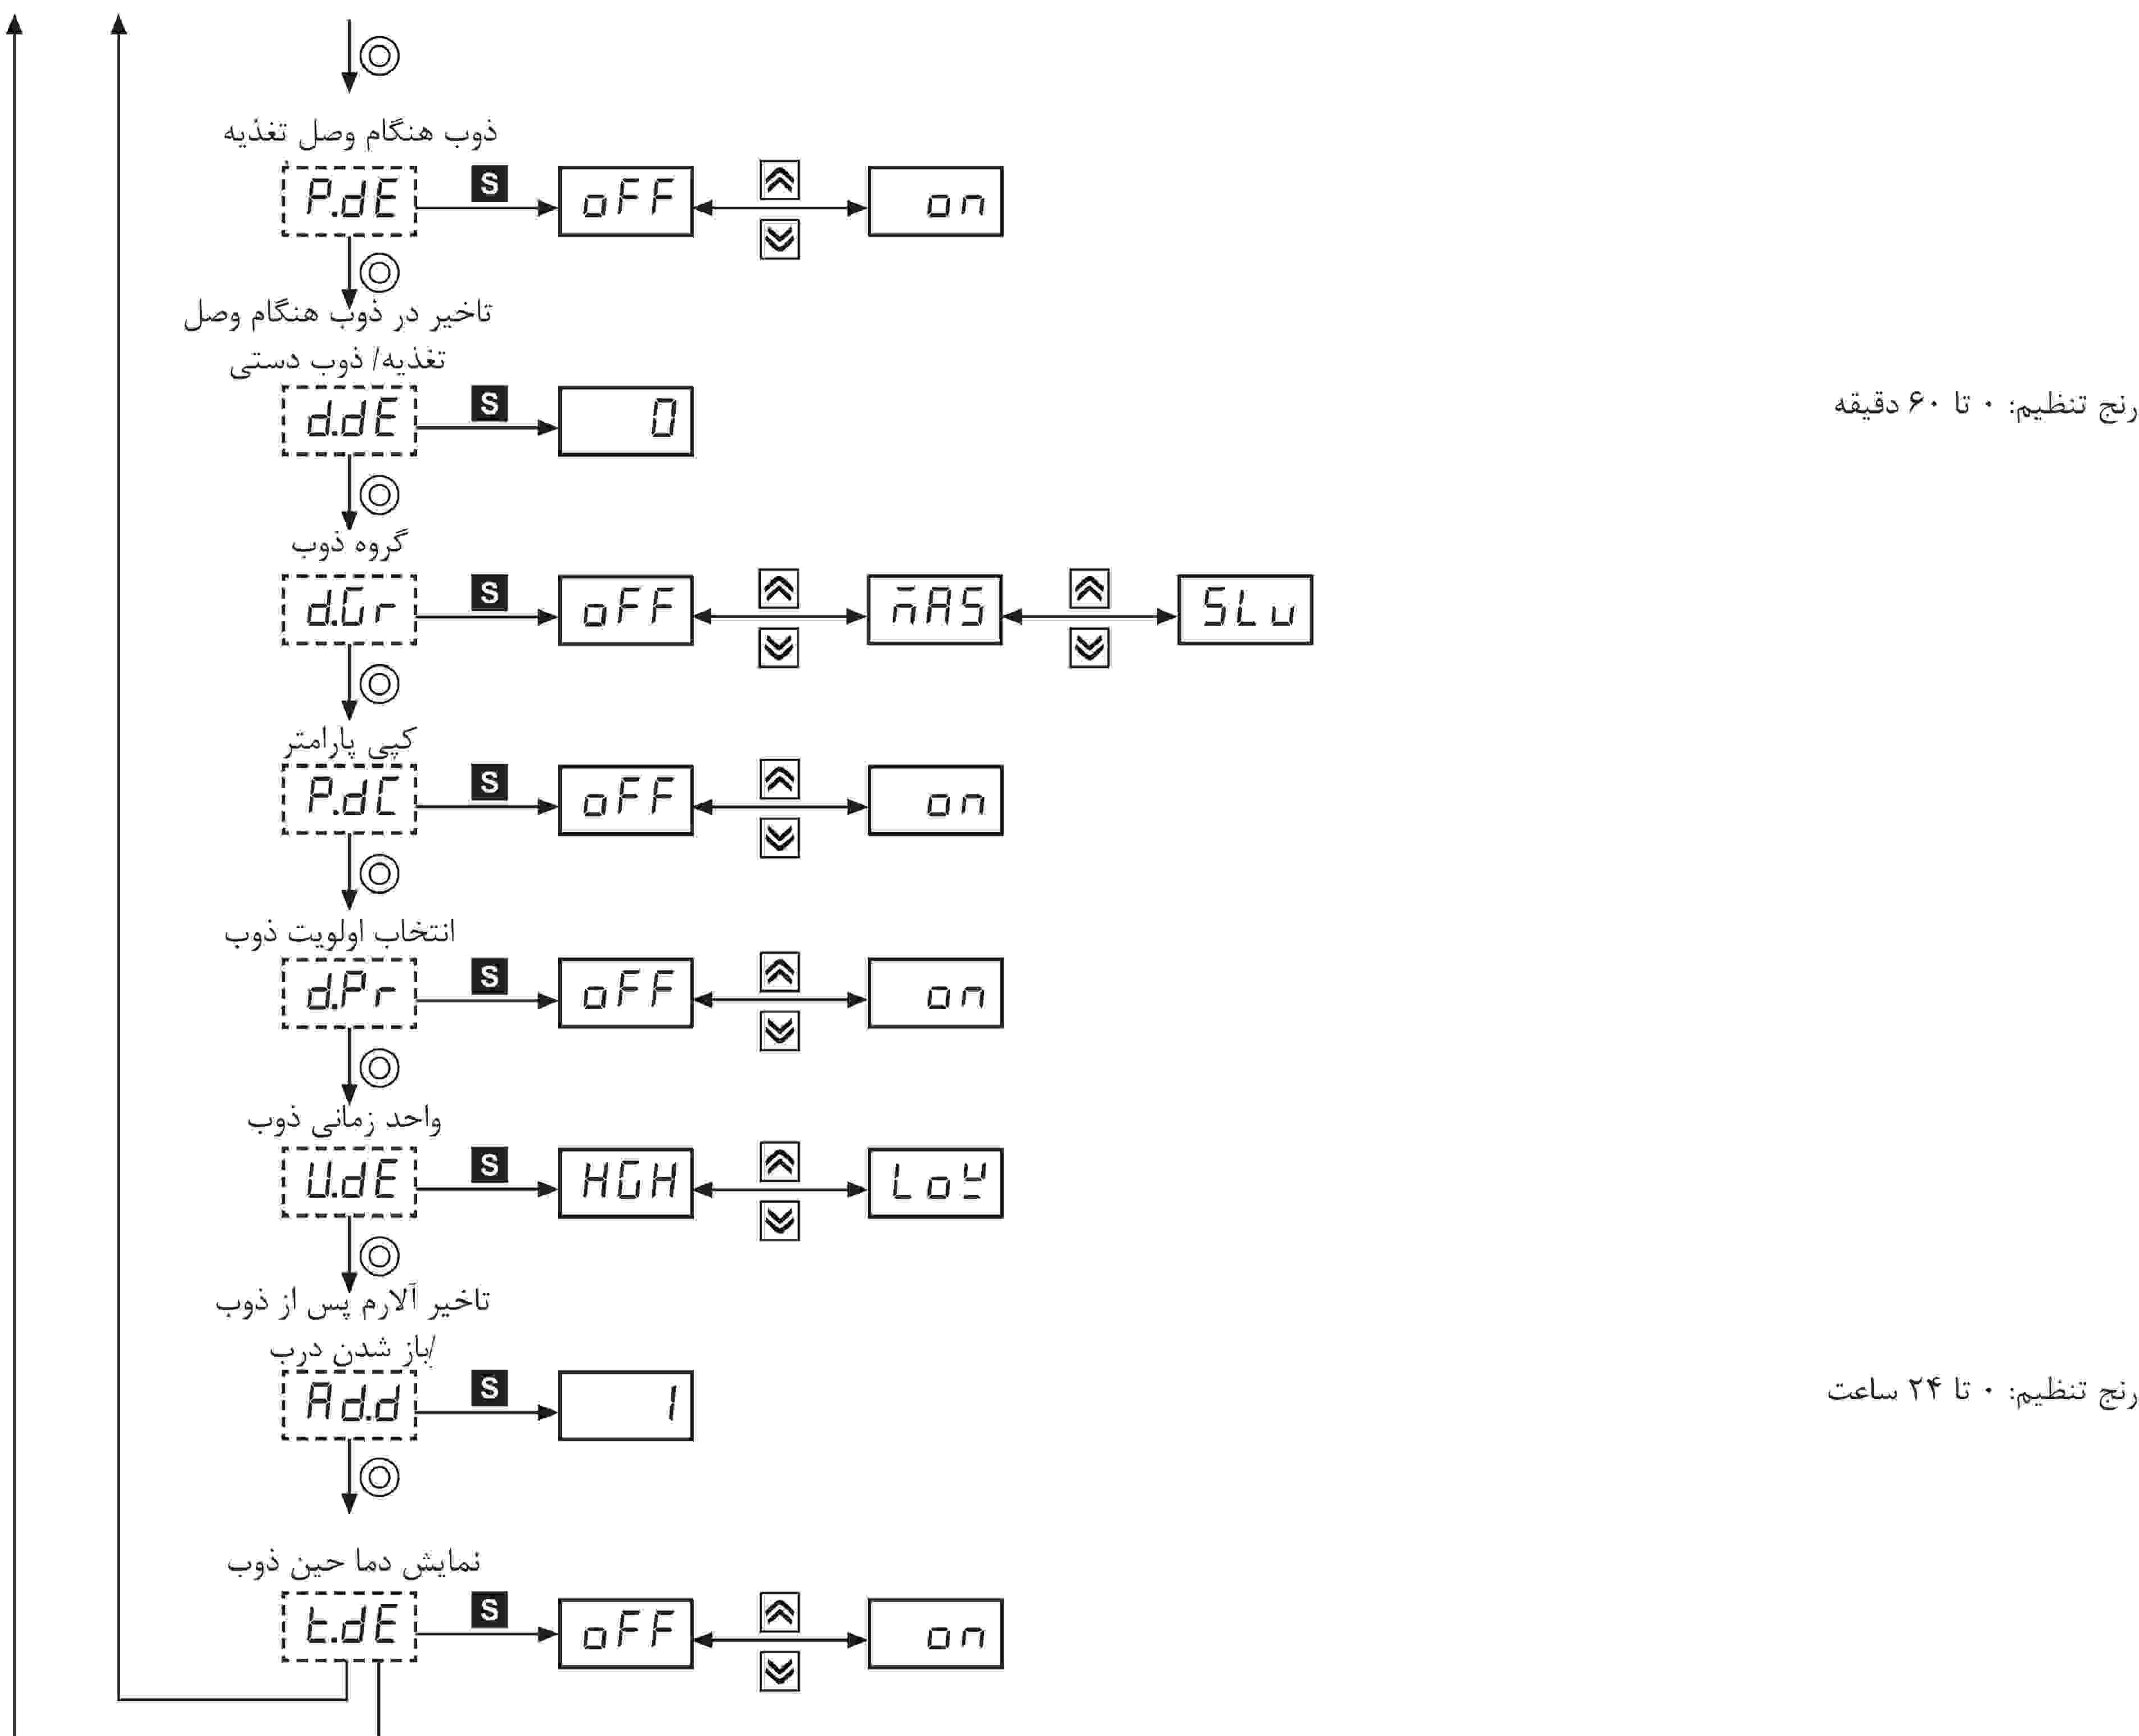 ذوب هنگام وصل تغذیه
P.dE S oFF on
تاخیر در ذوب هنگام وصل
تغذیه/ ذوب دستی
d.dE S 0
رنج تنظیم: ۰ تا ۶۰ دقیقه
گروه ذوب
d.Gr S oFF n̄AS SLu
کپی پارامتر
P.dC S oFF on
انتخاب اولویت ذوب
d.Pr S oFF on
واحد زمانی ذوب
U.dE S HGH Loy
تاخیر آلارم پس از ذوب
/باز شدن درب
Ad.d S 1
رنج تنظیم: ۰ تا ۲۴ ساعت
نمایش دما حین ذوب
t.dE S oFF on